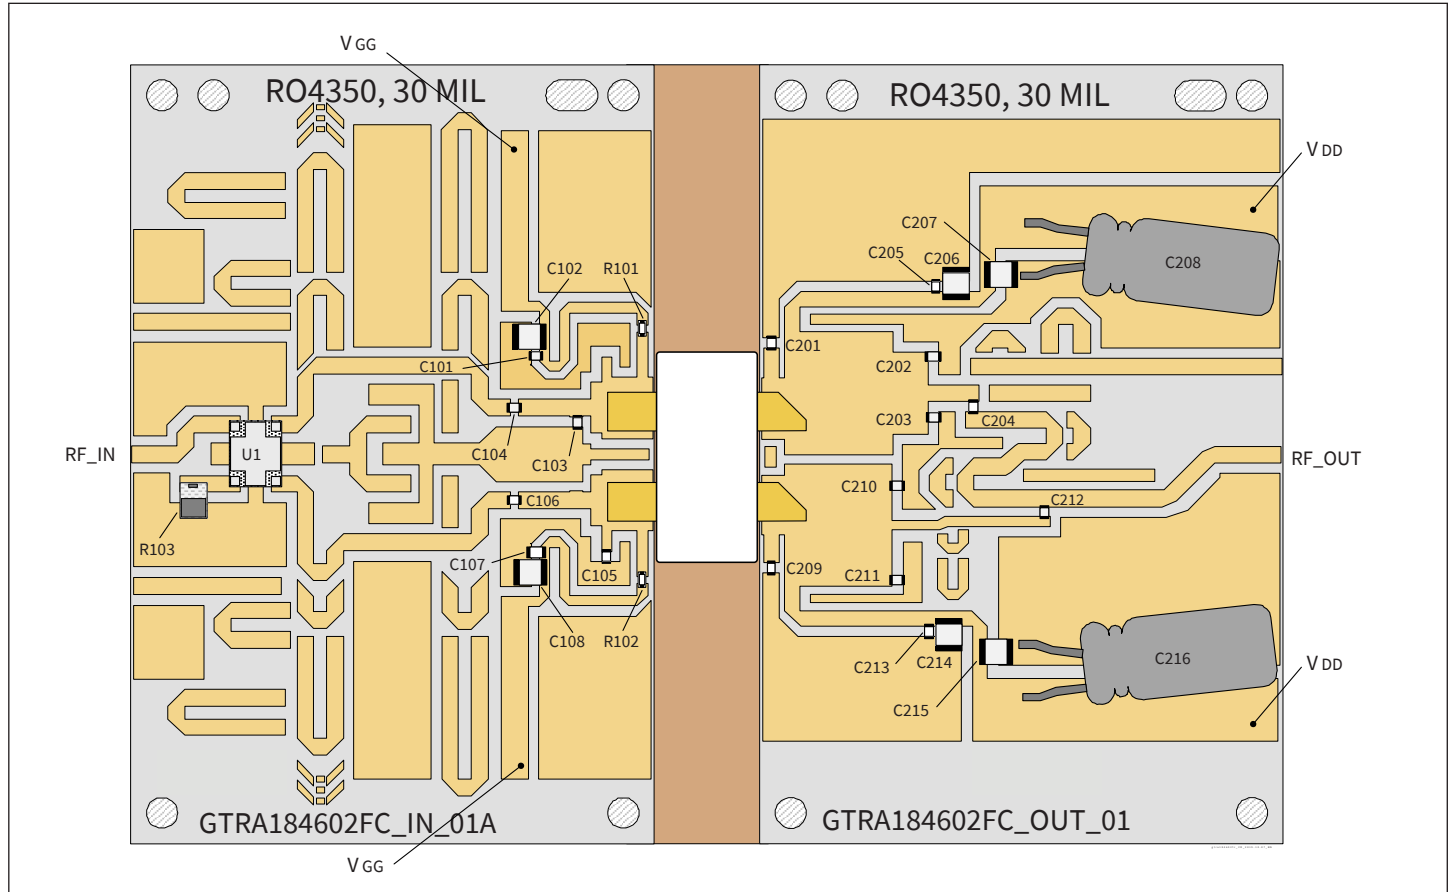 V GG
RO4350, 30 MIL
RO4350, 30 MIL
V DD
C207
C205
C206
C208
C102
R101
C201
C101
C202
C203
C204
C104
C103
RF_IN
U1
RF_OUT
C210
C106
C212
R103
C107
C105
C209
C211
C108
R102
C213
C214
C216
V DD
C215
GTRA184602FC_IN_01A
GTRA184602FC_OUT_01
V GG